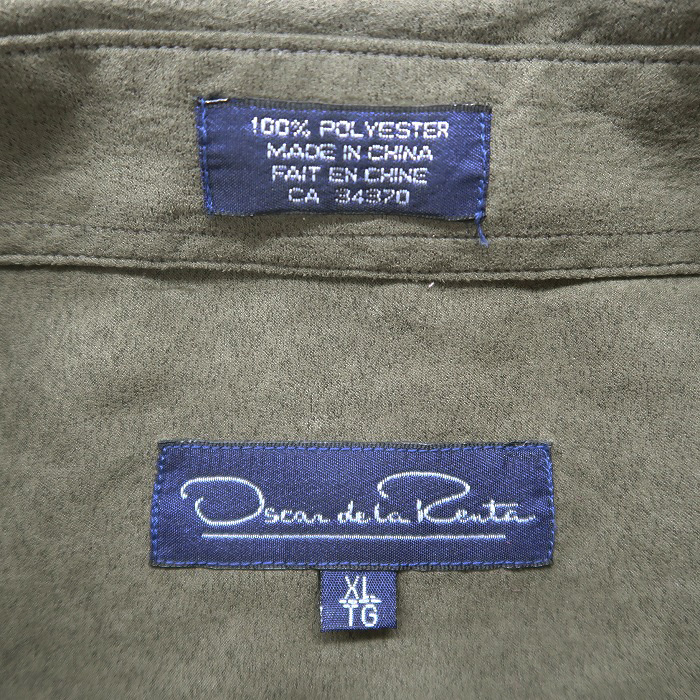 100% POLYESTER
MADE IN CHINA
FAIT EN CHINE
CA 34370
Oscar de la Renta
XL
TG